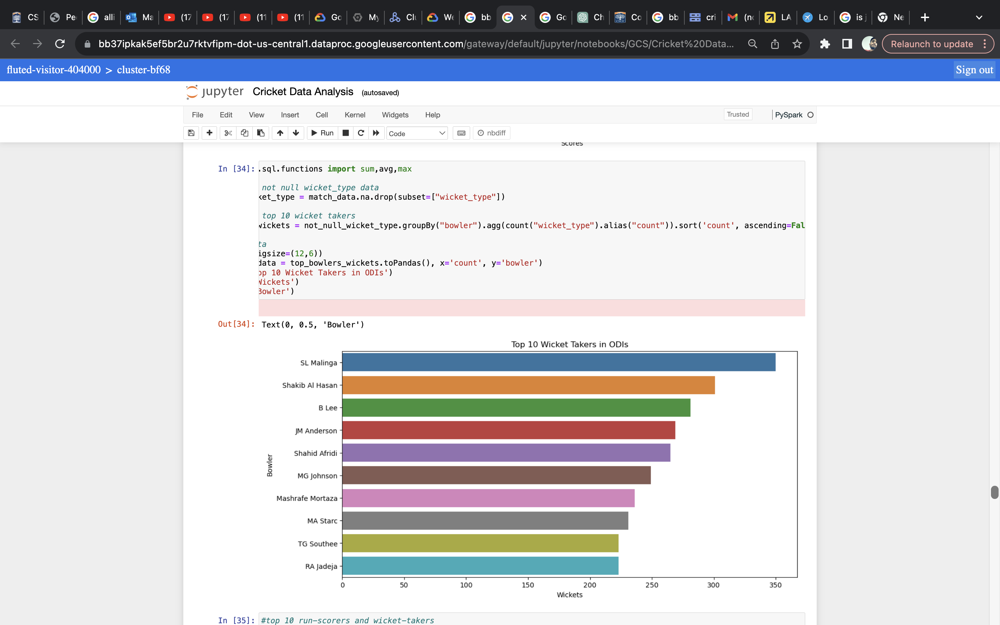 CS
Pe
alli
Ma
(17
(17
(11
(11
Go
My
Clu
We
bb
Go
Ch
Co
bb
cri
(no
LA
Lo
is j
Ne
bb37ipkak5ef5br2u7rktvfipm-dot-us-central1.dataproc.googleusercontent.com/gateway/default/jupyter/notebooks/GCS/Cricket%20Data...
Relaunch to update
fluted-visitor-404000 > cluster-bf68
Sign out
jupyter Cricket Data Analysis (autosaved)
File Edit View Insert Cell Kernel Widgets Help
Trusted
PySpark
Run
Code
nbdiff
Scores
In [34]:
.sql.functions import sum,avg,max
not null wicket_type data
ket_type = match_data.na.drop(subset=["wicket_type"])
top 10 wicket takers
wickets = not_null_wicket_type.groupBy("bowler").agg(count("wicket_type").alias("count")).sort('count', ascending=Fal
ta
igsize=(12,6))
data = top_bowlers_wickets.toPandas(), x='count', y='bowler')
op 10 Wicket Takers in ODIs')
Wickets')
Bowler')
Out[34]: Text(0, 0.5, 'Bowler')
Top 10 Wicket Takers in ODIs
SL Malinga
Shakib Al Hasan
B Lee
JM Anderson
Shahid Afridi
MG Johnson
Mashrafe Mortaza
MA Starc
TG Southee
RA Jadeja
Bowler
0 50 100 150 200 250 300 350
Wickets
In [35]: #top 10 run-scorers and wicket-takers